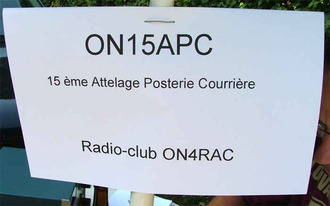 ON15APC
15 ème Attelage Posterie Courrière
Radio-club ON4RAC